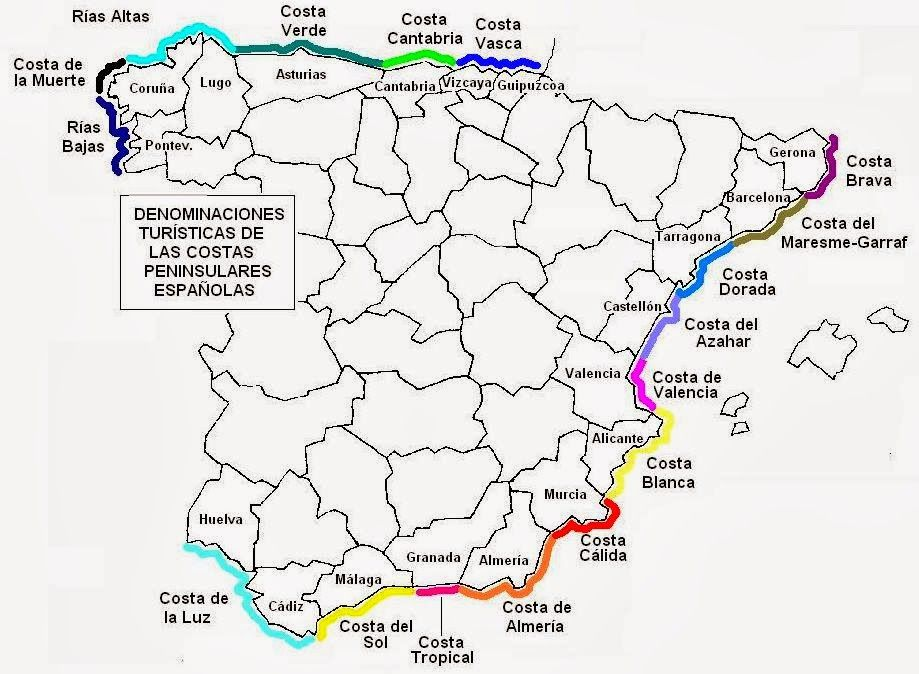 Rías Altas
Costa
Verde
Costa
Cantabria
Costa
Vasca
Costa de
la Muerte
Coruña
Lugo
Asturias
Cantabria
Vizcaya
Guipúzcoa
Rías
Bajas
Pontev.
Gerona
Costa
Brava
Barcelona
Costa del
Maresme-Garraf
Tarragona
DENOMINACIONES
TURÍSTICAS DE
LAS COSTAS
PENINSULARES
ESPAÑOLAS
Costa
Dorada
Castellón
Costa del
Azahar
Valencia
Costa de
Valencia
Alicante
Costa
Blanca
Murcia
Huelva
Costa
Cálida
Granada
Almería
Málaga
Costa de
la Luz
Cádiz
Costa de
Almería
Costa del
Sol
Costa
Tropical